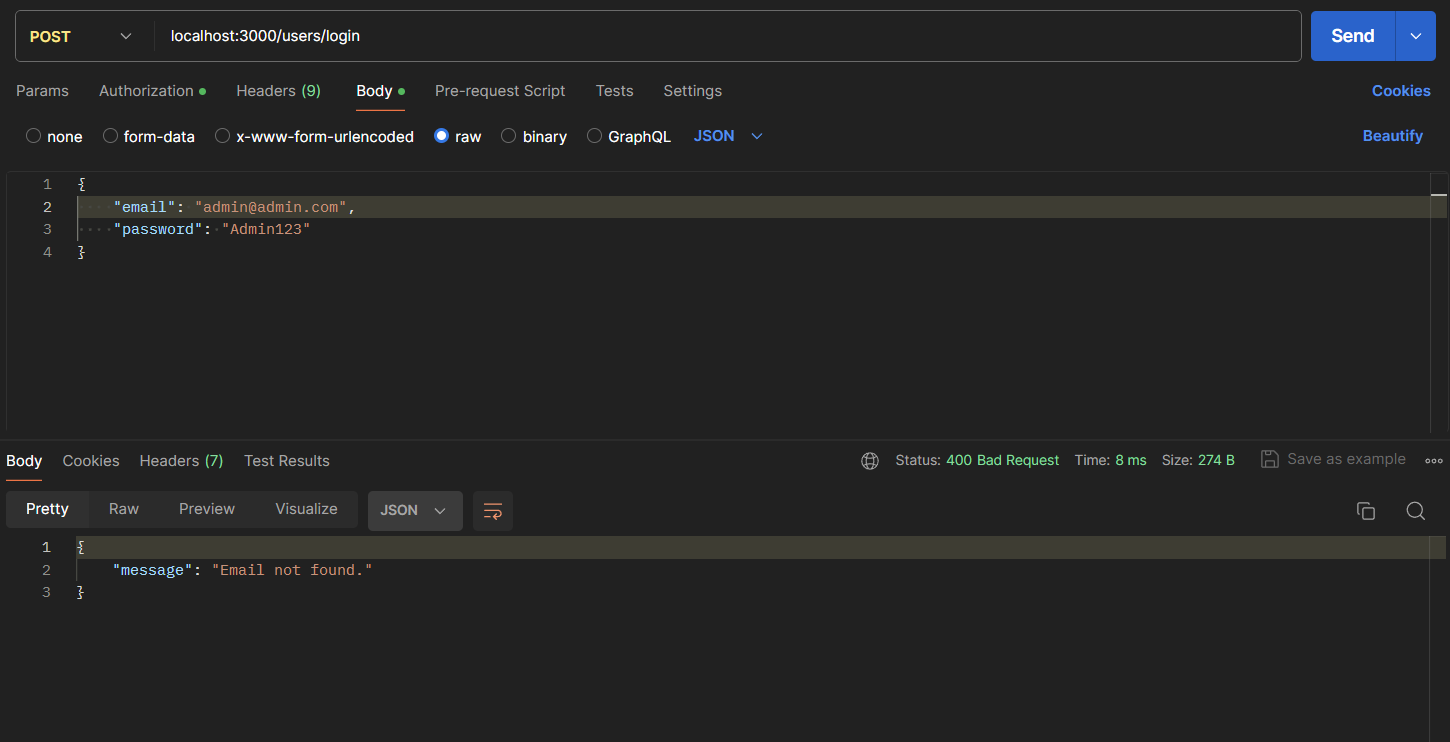 POST localhost:3000/users/login Send
Params Authorization Headers (9) Body Pre-request Script Tests Settings Cookies
none form-data x-www-form-urlencoded raw binary GraphQL JSON Beautify
1 {
2 "email": "admin@admin.com",
3 "password": "Admin123"
4 }
Body Cookies Headers (7) Test Results Status: 400 Bad Request Time: 8 ms Size: 274 B Save as example
Pretty Raw Preview Visualize JSON
1 {
2 "message": "Email not found."
3 }